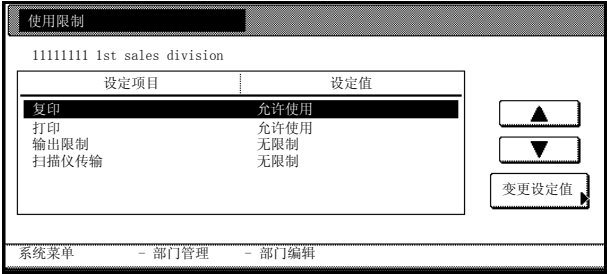 使用限制
11111111 1st sales division
设定项目 设定值
复印 允许使用
打印 允许使用
输出限制 无限制
扫描仪传输 无限制
变更设定值
系统菜单 - 部门管理 - 部门编辑